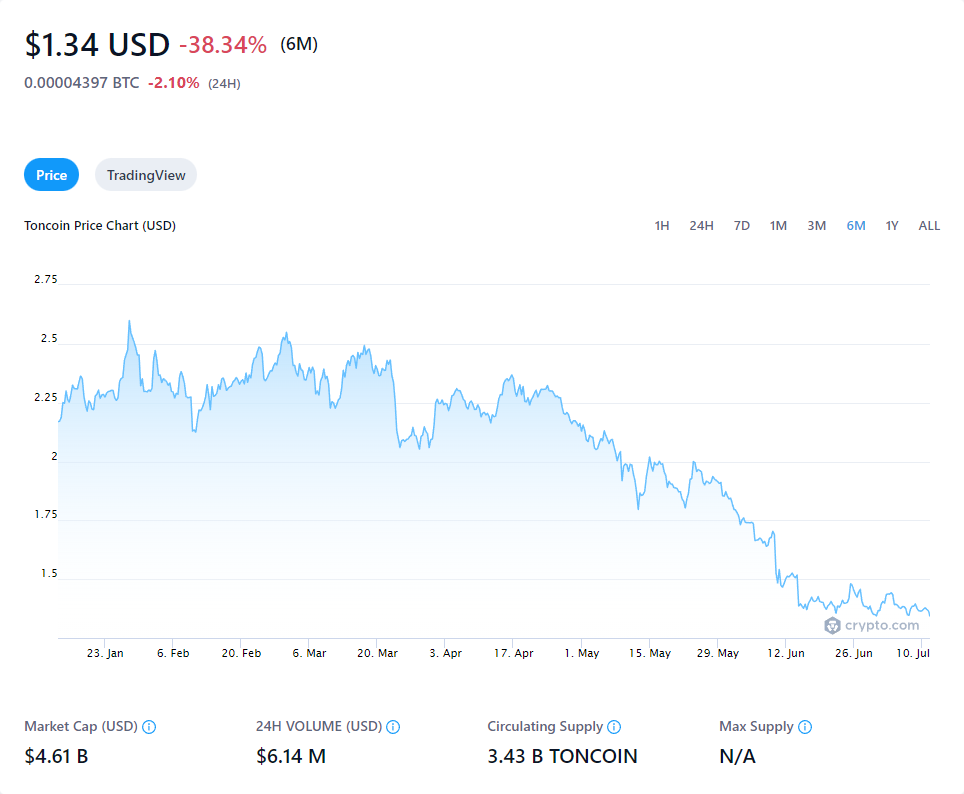 $1.34 USD -38.34% (6M)
0.00004397 BTC -2.10% (24H)
Price TradingView
Toncoin Price Chart (USD) 1H 24H 7D 1M 3M 6M 1Y ALL
2.75
2.5
2.25
2
1.75
1.5
crypto.com
23. Jan 6. Feb 20. Feb 6. Mar 20. Mar 3. Apr 17. Apr 1. May 15. May 29. May 12. Jun 26. Jun 10. Jul
Market Cap (USD) 24H VOLUME (USD) Circulating Supply Max Supply
$4.61 B $6.14 M 3.43 B TONCOIN N/A